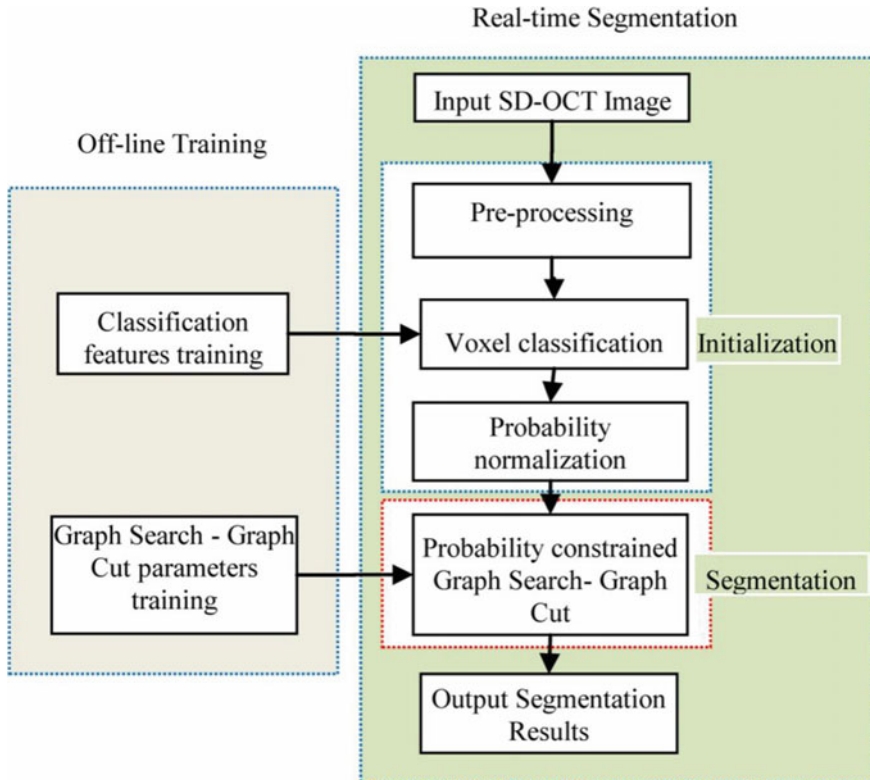 Real-time Segmentation
Input SD-OCT Image
Off-line Training
Pre-processing
Classification
features training
Voxel classification
Initialization
Probability
normalization
Graph Search - Graph
Cut parameters
training
Probability constrained
Graph Search- Graph
Cut
Segmentation
Output Segmentation
Results